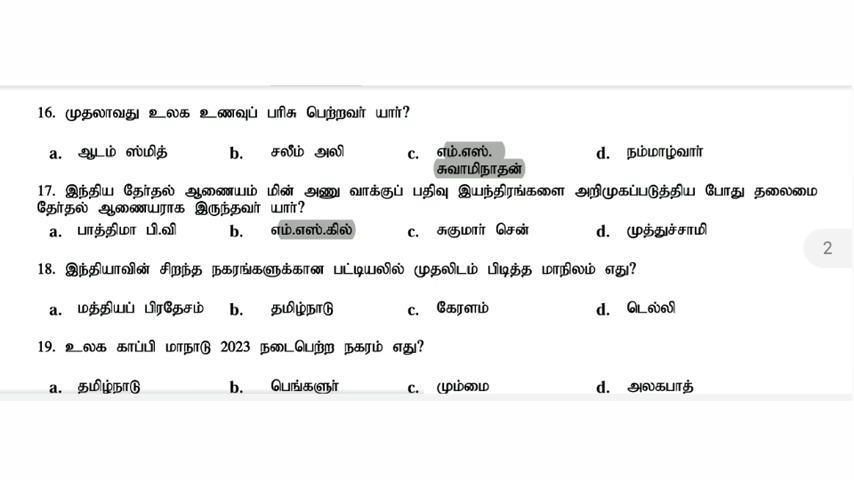 16. முதலாவது உலக உணவுப் பரிசு பெற்றவர் யார்?
a. ஆடம் ஸ்மித் b. சலீம் அலி c. எம்.எஸ். சுவாமிநாதன் d. நம்மாழ்வார்
17. இந்திய தேர்தல் ஆணையம் மின் அணு வாக்குப் பதிவு இயந்திரங்களை அறிமுகப்படுத்திய போது தலைமை
தேர்தல் ஆணையராக இருந்தவர் யார்?
a. பாத்திமா பி.வி b. எம்.எஸ்.கில் c. சுகுமார் சென் d. முத்துச்சாமி
18. இந்தியாவின் சிறந்த நகரங்களுக்கான பட்டியலில் முதலிடம் பிடித்த மாநிலம் எது?
a. மத்தியப் பிரதேசம் b. தமிழ்நாடு c. கேரளம் d. டெல்லி
19. உலக காப்பி மாநாடு 2023 நடைபெற்ற நகரம் எது?
a. தமிழ்நாடு b. பெங்களூர் c. மும்மை d. அலகபாத்
2